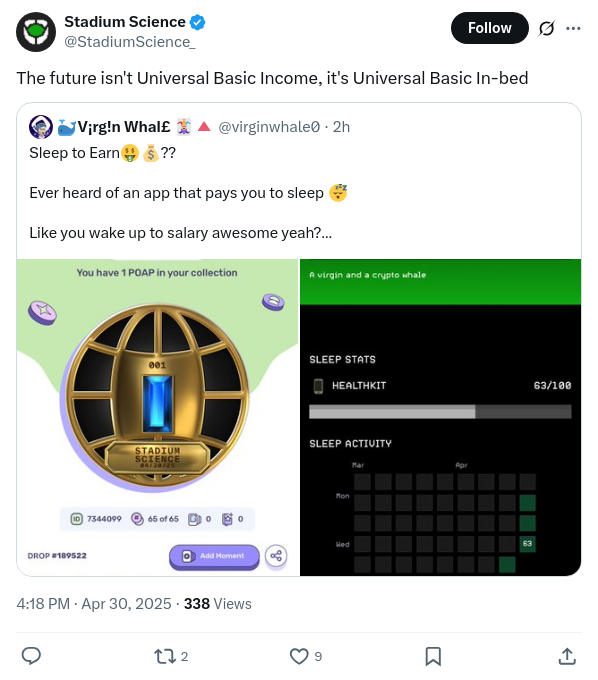 Stadium Science
Follow
@StadiumScience_
The future isn't Universal Basic Income, it's Universal Basic In-bed
🐳V¡rg!n Whal£ 🃏 🔺 @virginwhale0 · 2h
Sleep to Earn🤑💰??
Ever heard of an app that pays you to sleep 😴
Like you wake up to salary awesome yeah?...
You have 1 POAP in your collection
001
STADIUM
SCIENCE
04/30/25
ID 7344099 65 of 65 0 0
DROP #189522
Add Moment
A virgin and a crypto whale
SLEEP STATS
HEALTHKIT 63/100
SLEEP ACTIVITY
Mar Apr
Mon
Wed 63
4:18 PM · Apr 30, 2025 · 338 Views
2 9